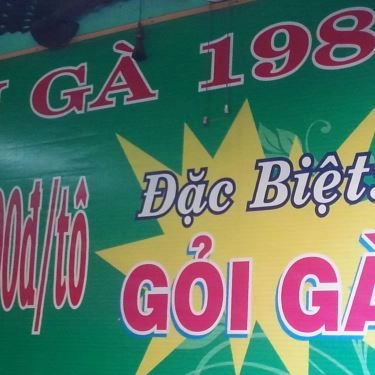 GÀ 198
Đặc Biệt:
00đ/tô
GỎI GÀ